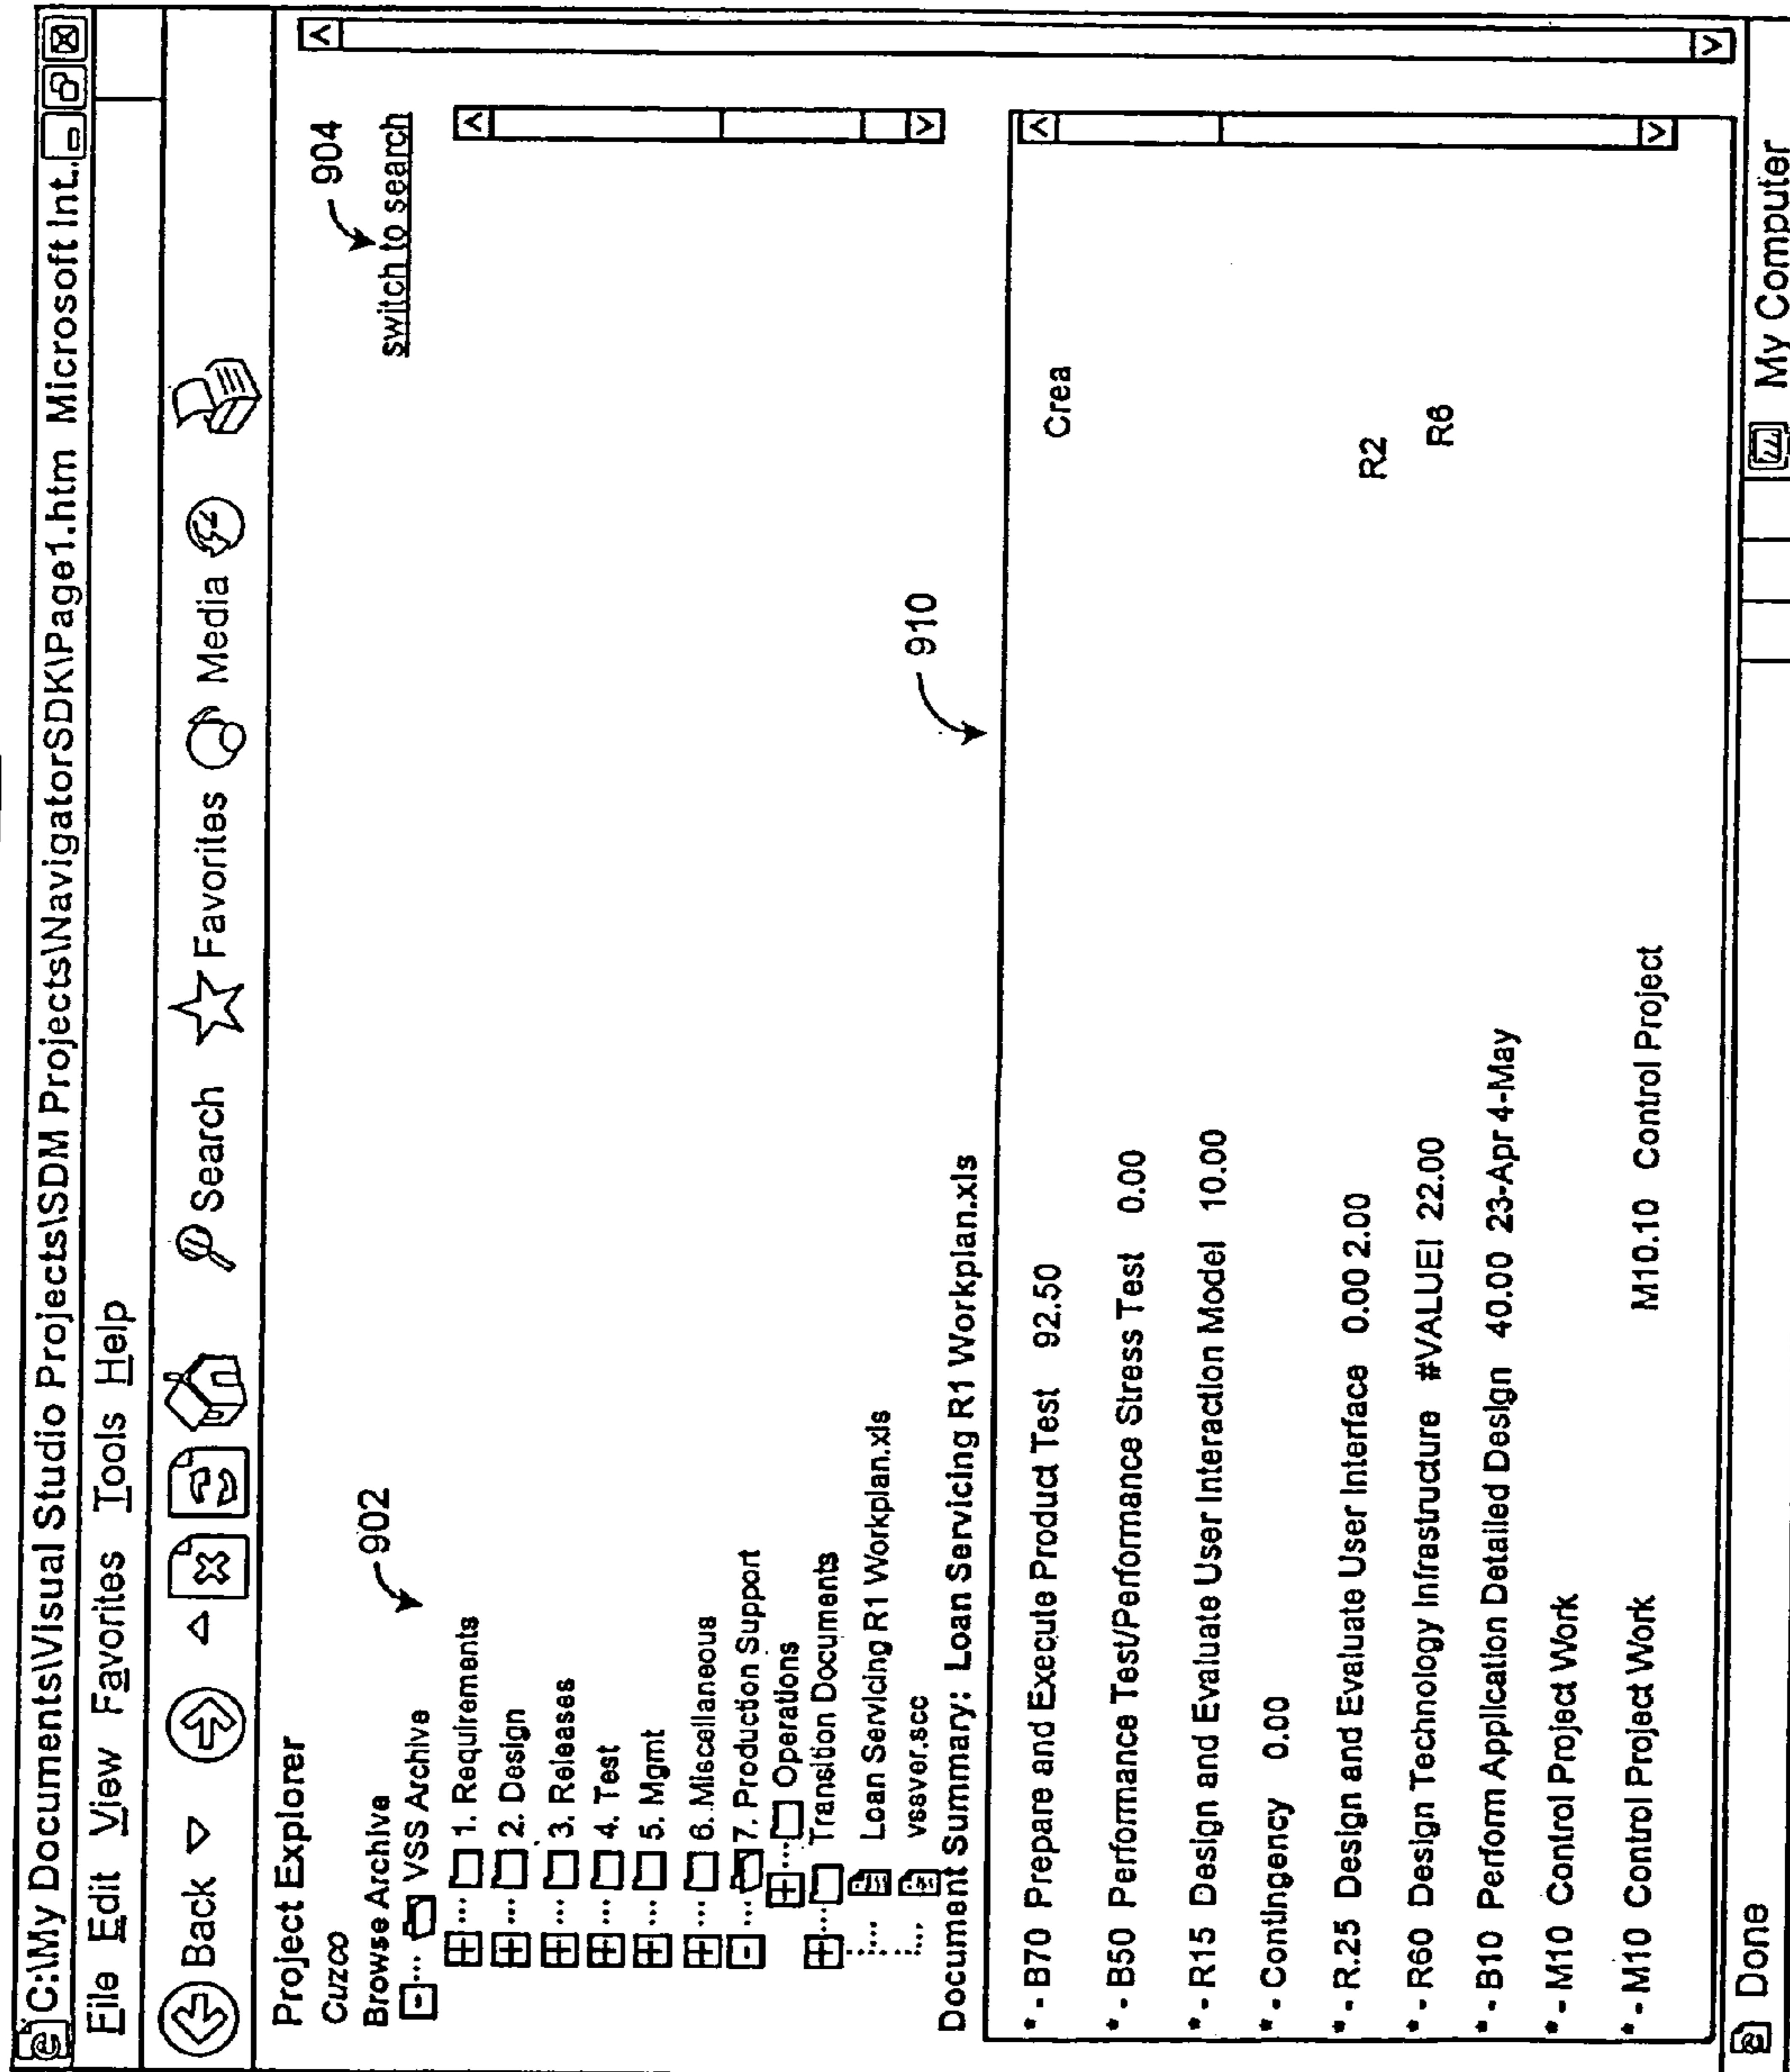 C:\My Documents\Visual Studio Projects\SDM Projects\NavigatorSDK\Page1.htm Microsoft Int..
File Edit View Favorites Tools Help
Back Search Favorites Media
Project Explorer
904
Cuzco
902
switch to search
Browse Archive
VSS Archive
1. Requirements
2. Design
3. Releases
4. Test
5. Mgmt
6. Miscellaneous
7. Production Support
Operations
Transition Documents
Loan Servicing R1 Workplan.xls
vssver.scc
910
Document Summary: Loan Servicing R1 Workplan.xls
* - B70 Prepare and Execute Product Test 92.50 Crea
* - B50 Performance Test/Performance Stress Test 0.00
* - R15 Design and Evaluate User Interaction Model 10.00
* - Contingency 0.00
* - R.25 Design and Evaluate User Interface 0.00 2.00 R2
* - R60 Design Technology Infrastructure #VALUE! 22.00 R6
* - B10 Perform Application Detailed Design 40.00 23-Apr 4-May
* - M10 Control Project Work
* - M10 Control Project Work M10.10 Control Project
Done My Computer